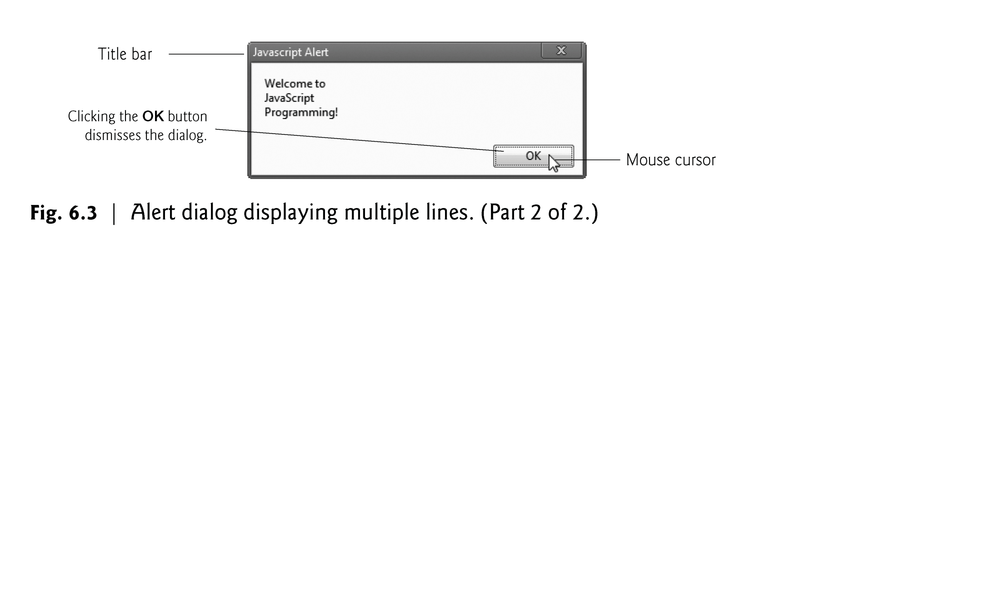 Title bar
Javascript Alert
X
Welcome to
JavaScript
Programming!
Clicking the OK button
dismisses the dialog.
OK
Mouse cursor
Fig. 6.3 | Alert dialog displaying multiple lines. (Part 2 of 2.)